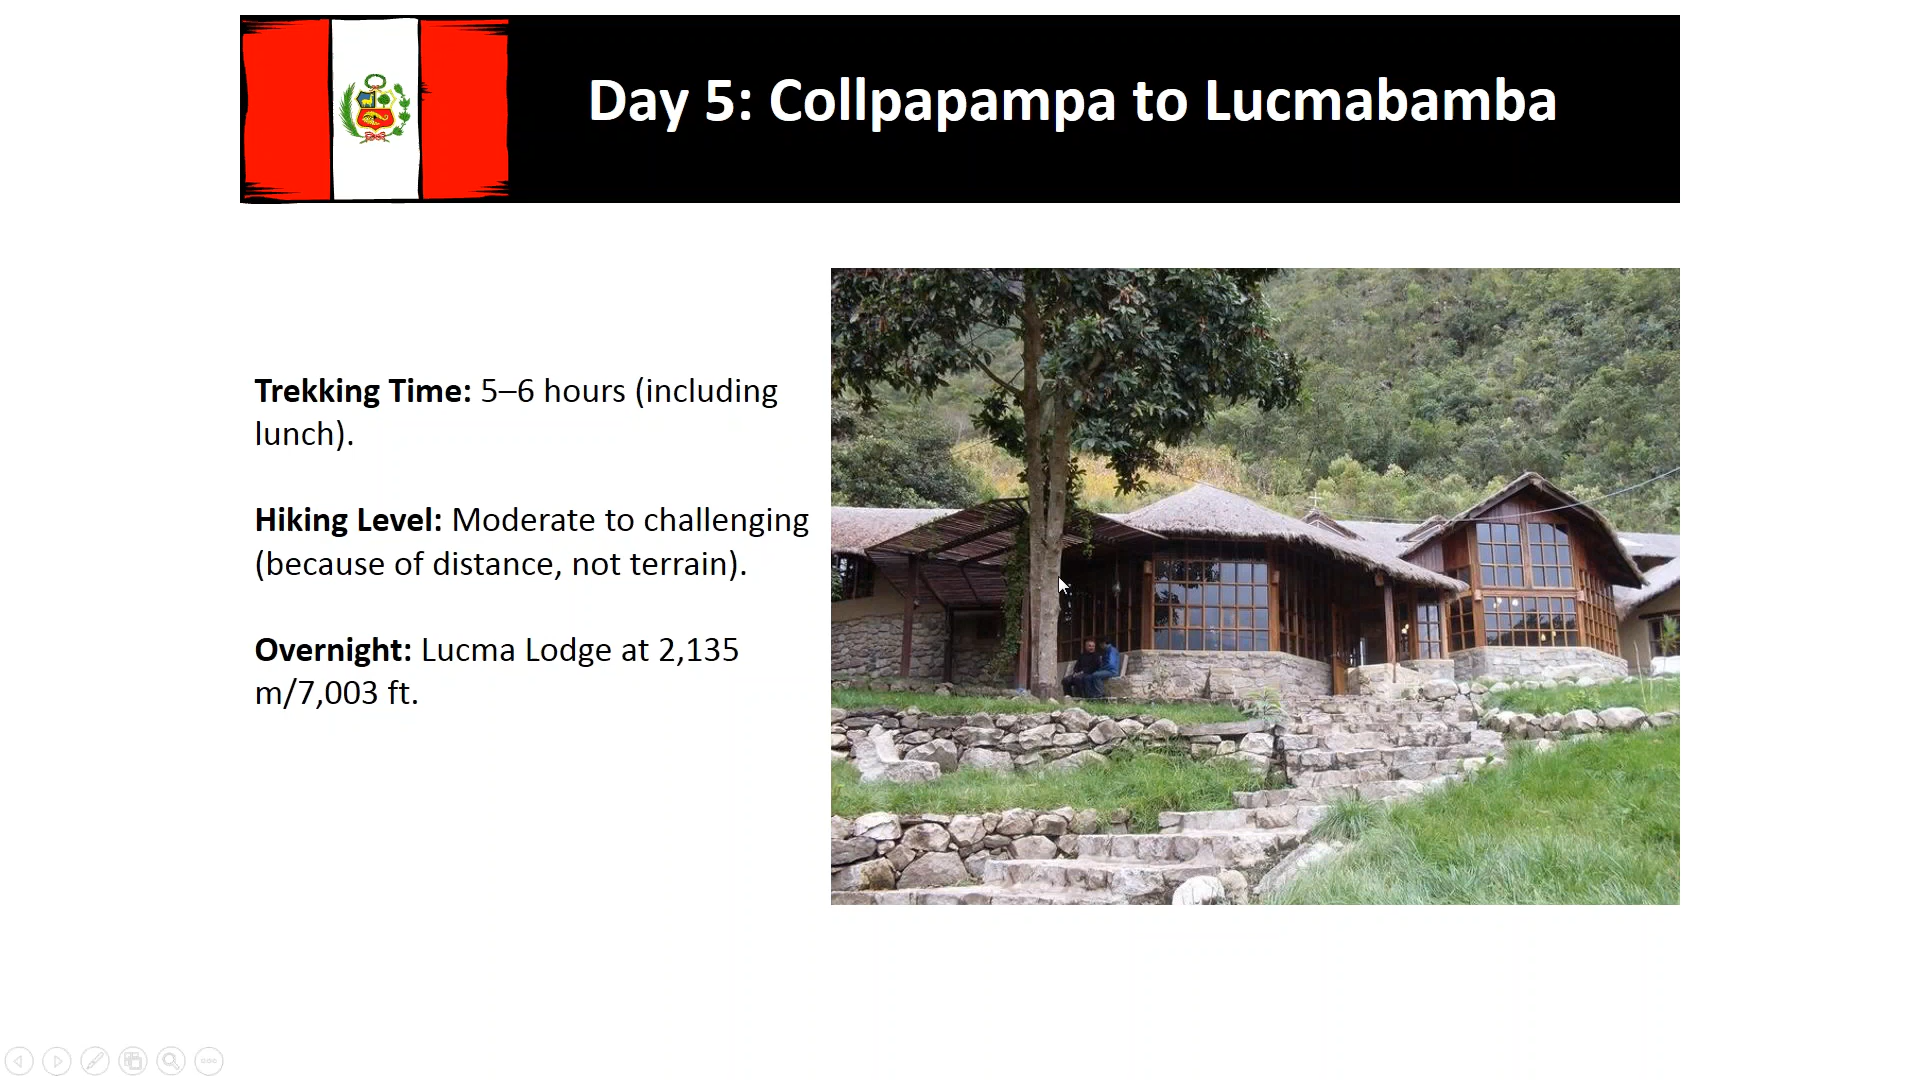 Day 5: Collpapampa to Lucmabamba
Trekking Time: 5–6 hours (including
lunch).
Hiking Level: Moderate to challenging
(because of distance, not terrain).
Overnight: Lucma Lodge at 2,135
m/7,003 ft.